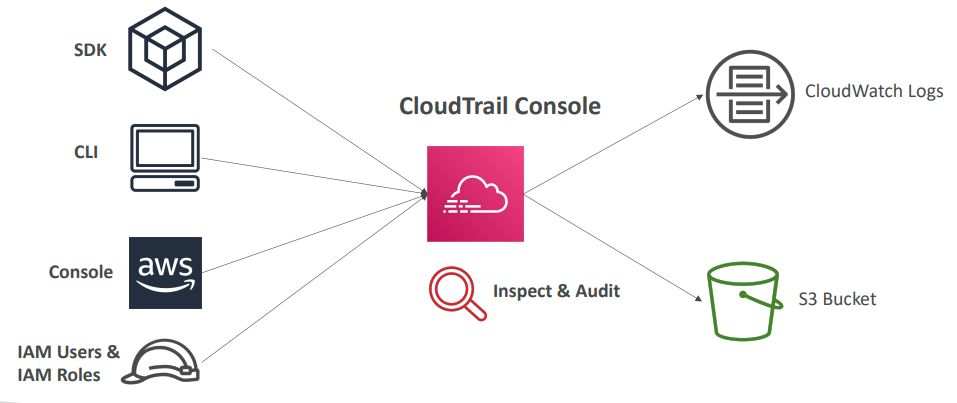 SDK
CloudTrail Console
CloudWatch Logs
CLI
Console
aws
Inspect & Audit
S3 Bucket
IAM Users &
IAM Roles